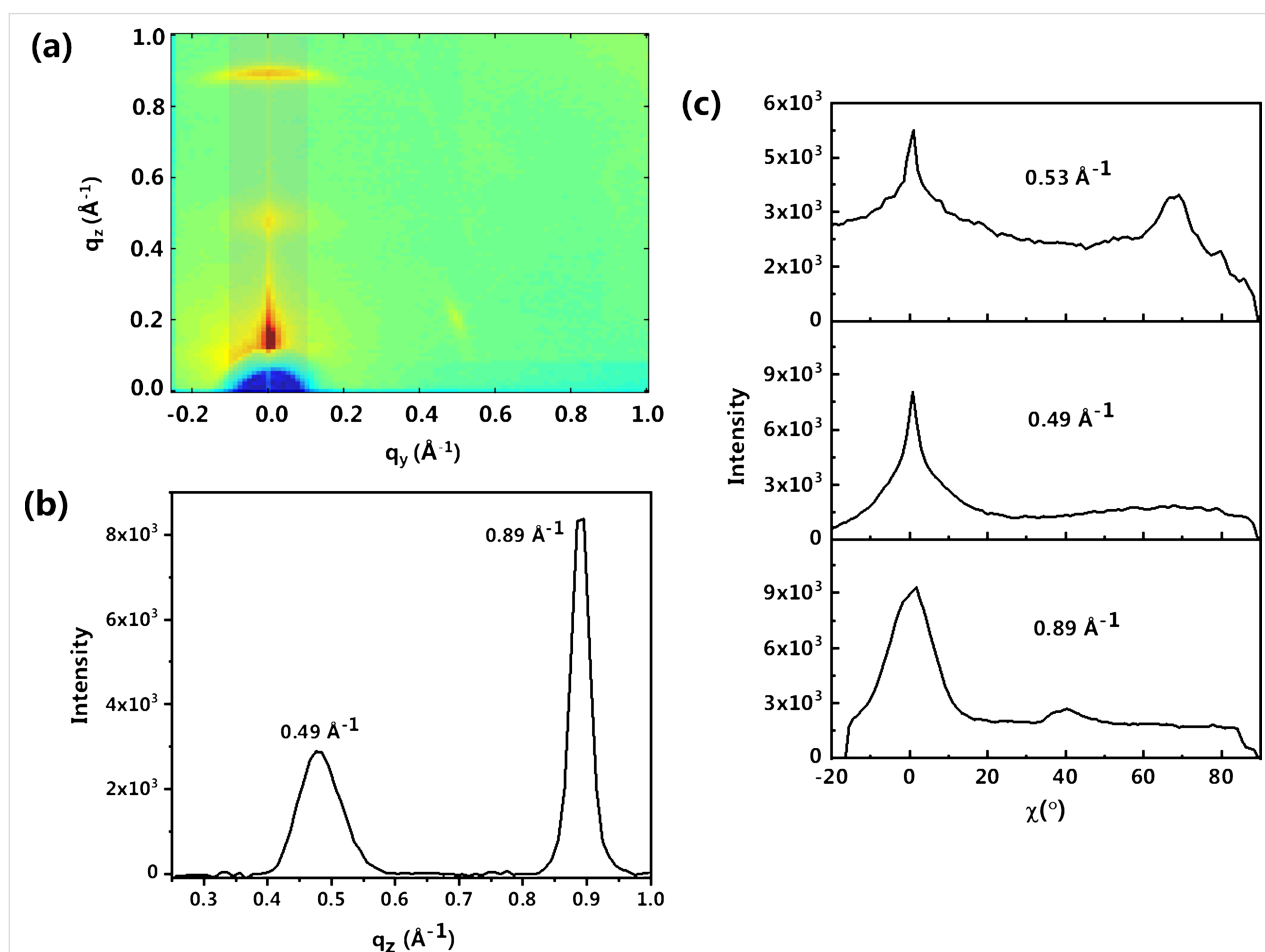 (a)
1.0
0.8
0.6
0.4
0.2
0.0
q_z (Å⁻¹)
-0.2 0.0 0.2 0.4 0.6 0.8 1.0
q_y (Å⁻¹)
(b)
8x10³
6x10³
4x10³
2x10³
0
Intensity
0.49 Å⁻¹
0.89 Å⁻¹
0.3 0.4 0.5 0.6 0.7 0.8 0.9 1.0
q_z (Å⁻¹)
(c)
6x10³
5x10³
3x10³
2x10³
0
0.53 Å⁻¹
9x10³
6x10³
3x10³
0
0.49 Å⁻¹
Intensity
9x10³
6x10³
3x10³
0
0.89 Å⁻¹
-20 0 20 40 60 80
χ(°)